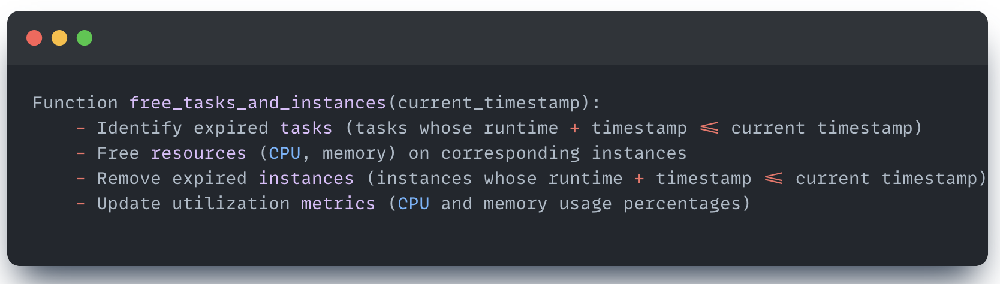 Function free_tasks_and_instances(current_timestamp):
- Identify expired tasks (tasks whose runtime + timestamp <= current timestamp)
- Free resources (CPU, memory) on corresponding instances
- Remove expired instances (instances whose runtime + timestamp <= current timestamp)
- Update utilization metrics (CPU and memory usage percentages)